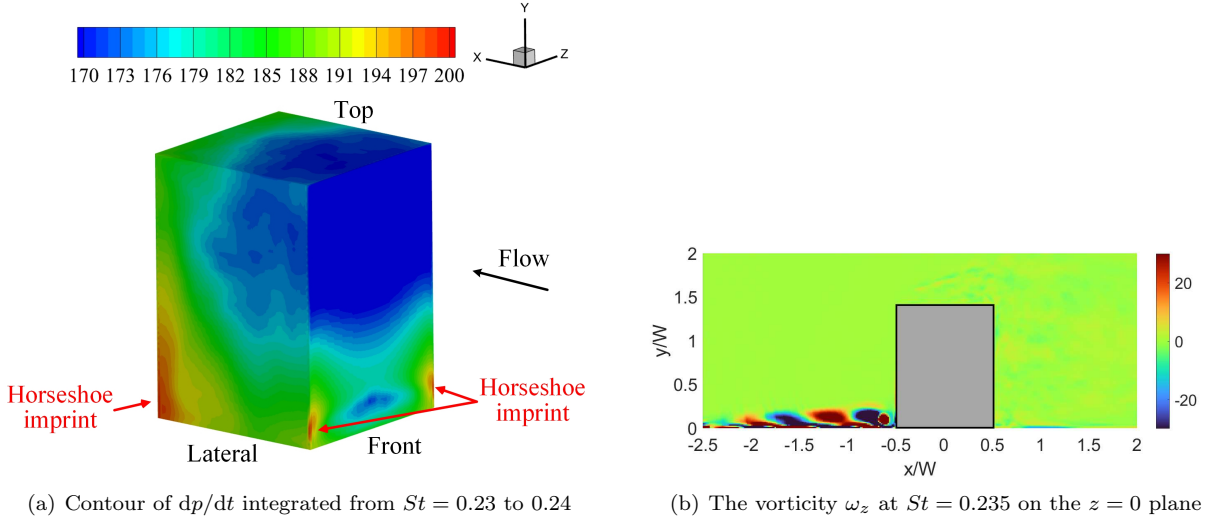 170 173 176 179 182 185 188 191 194 197 200
Y
X
Z
Top
Flow
Horseshoe
imprint
Horseshoe
imprint
Lateral
Front
(a) Contour of dp/dt integrated from St = 0.23 to 0.24
2
1.5
1
0.5
0
y/W
-2.5 -2 -1.5 -1 -0.5 0 0.5 1 1.5 2
x/W
20
0
-20
(b) The vorticity ω_z at St = 0.235 on the z = 0 plane